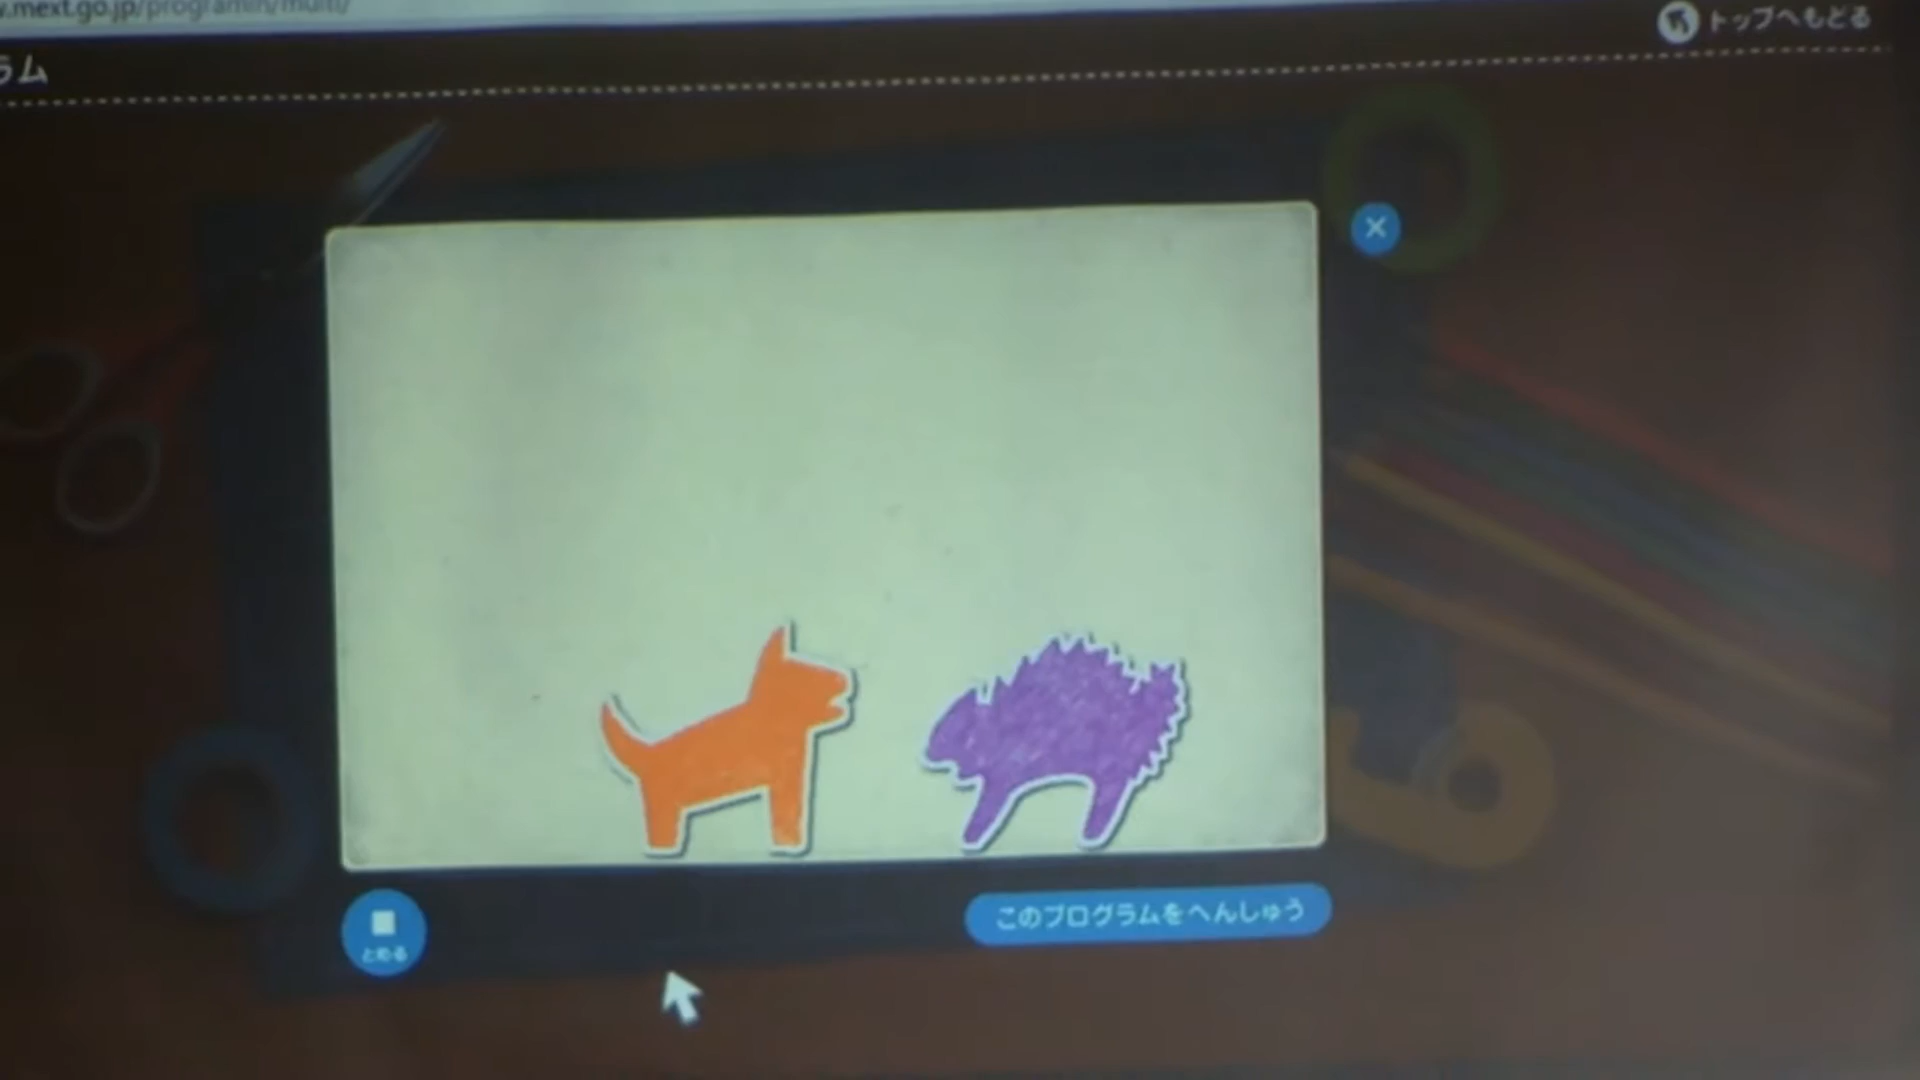 .mext.go.jp/programin/multi/
トップへもどる
ラム
とめる
このプログラムをへんしゅう